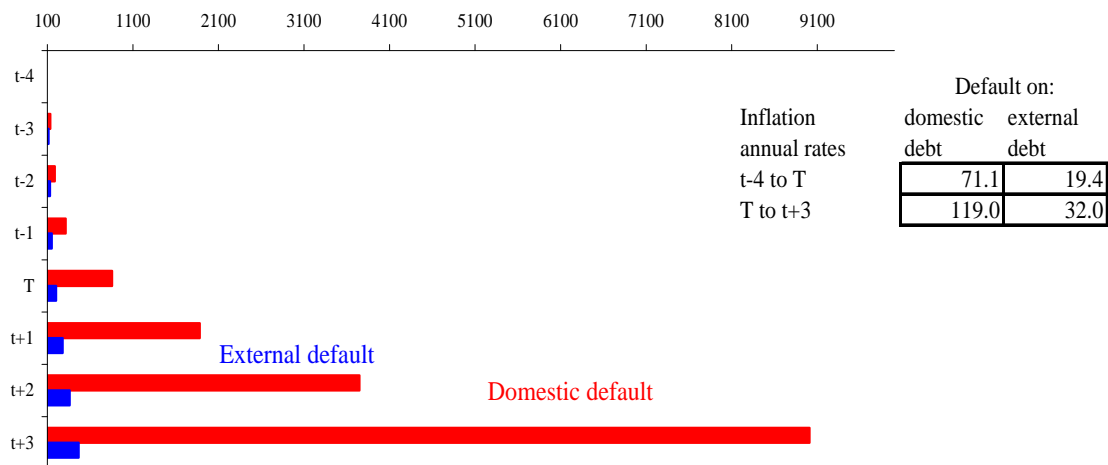 100 1100 2100 3100 4100 5100 6100 7100 8100 9100
t-4
t-3
t-2
t-1
T
t+1
t+2
t+3
External default
Domestic default
Default on:
Inflation domestic external
annual rates debt debt
t-4 to T 71.1 19.4
T to t+3 119.0 32.0